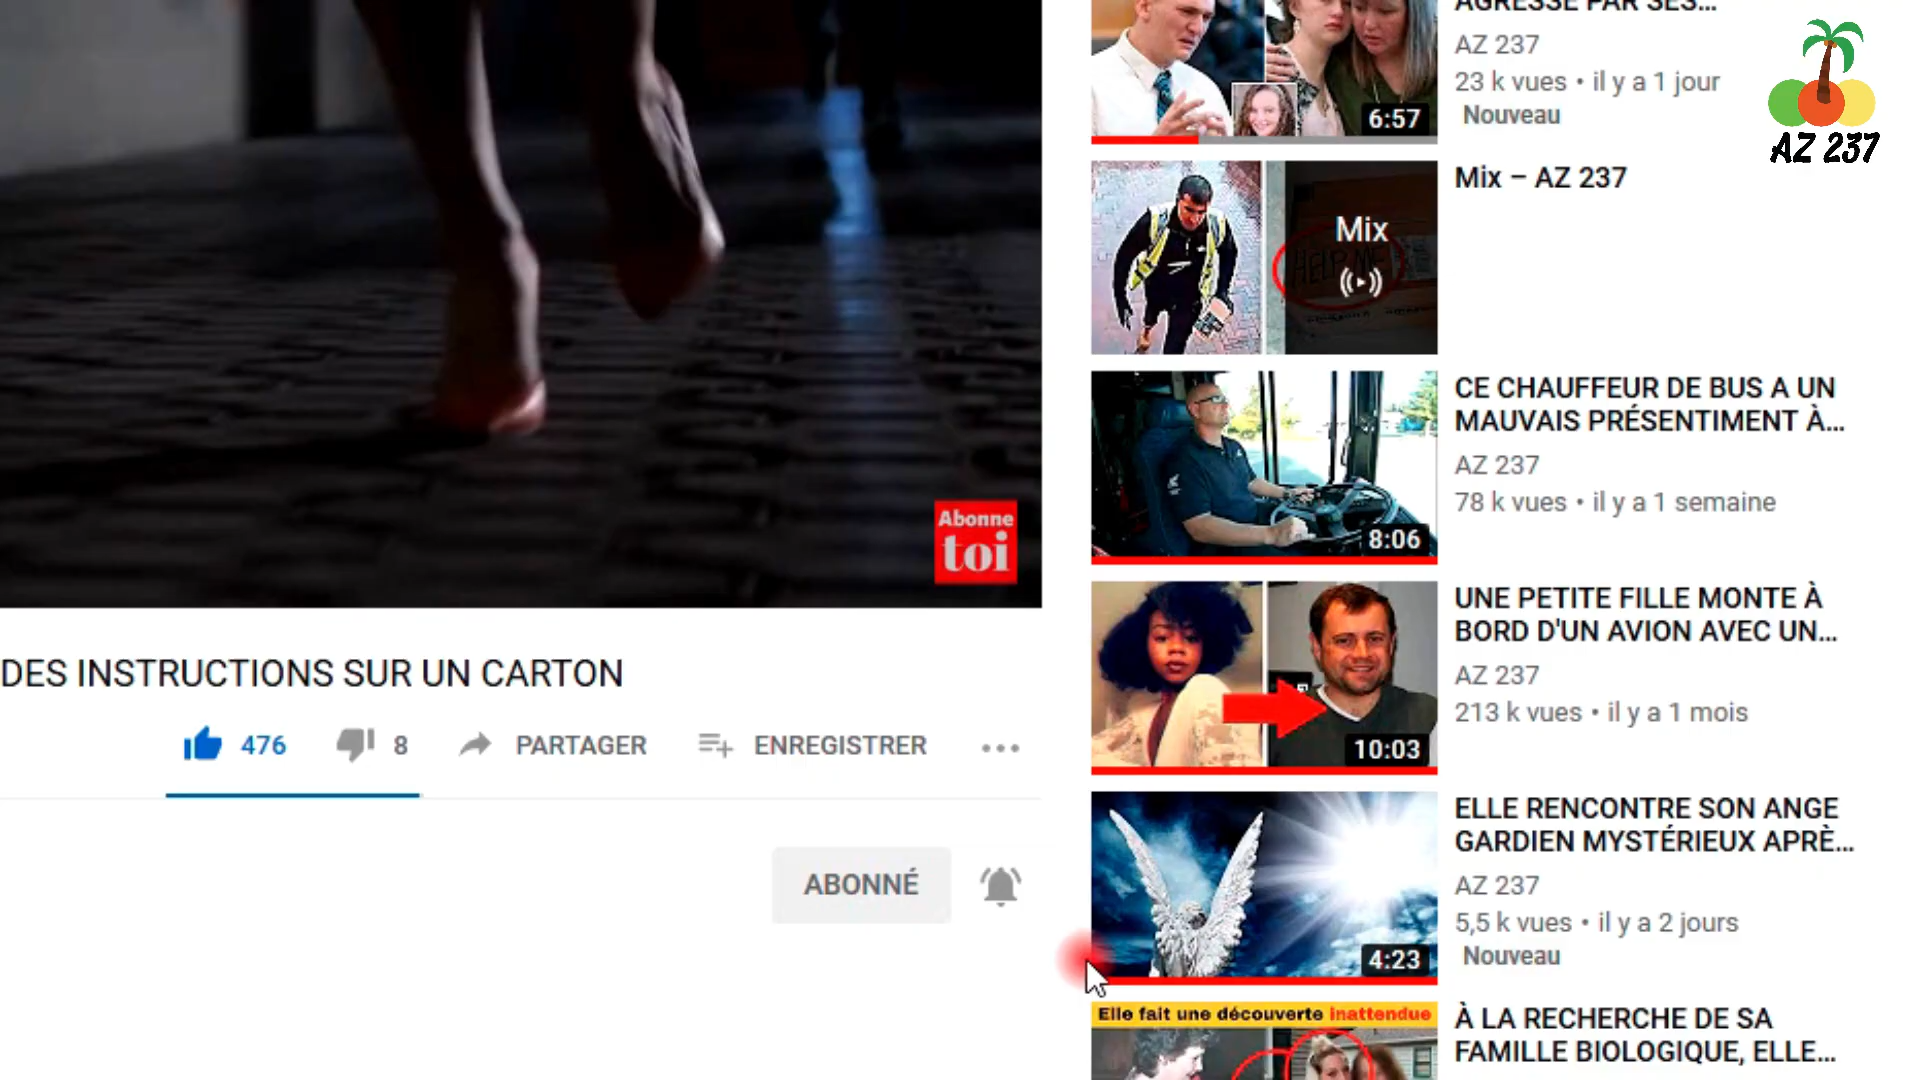 Abonne
toi
DES INSTRUCTIONS SUR UN CARTON
476
8
PARTAGER
ENREGISTRER
ABONNÉ
AGRESSÉ PAR SES...
AZ 237
23 k vues • il y a 1 jour
Nouveau
6:57
AZ 237
Mix – AZ 237
Mix
HELP ME
CE CHAUFFEUR DE BUS A UN
MAUVAIS PRÉSENTIMENT À...
AZ 237
78 k vues • il y a 1 semaine
8:06
UNE PETITE FILLE MONTE À
BORD D'UN AVION AVEC UN...
AZ 237
213 k vues • il y a 1 mois
10:03
ELLE RENCONTRE SON ANGE
GARDIEN MYSTÉRIEUX APRÈ...
AZ 237
5,5 k vues • il y a 2 jours
Nouveau
4:23
Elle fait une découverte inattendue
À LA RECHERCHE DE SA
FAMILLE BIOLOGIQUE, ELLE...